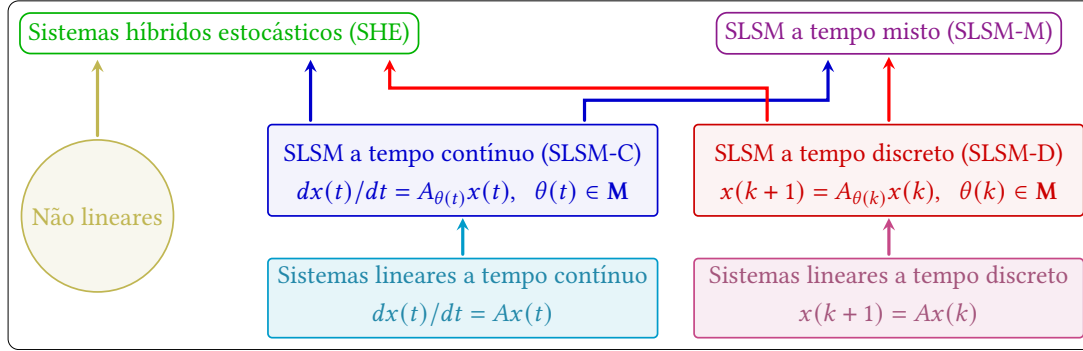 Sistemas híbridos estocásticos (SHE)
SLSM a tempo misto (SLSM-M)
Não lineares
SLSM a tempo contínuo (SLSM-C)
dx(t)/dt = A_{θ(t)}x(t), θ(t) ∈ M
SLSM a tempo discreto (SLSM-D)
x(k + 1) = A_{θ(k)}x(k), θ(k) ∈ M
Sistemas lineares a tempo contínuo
dx(t)/dt = Ax(t)
Sistemas lineares a tempo discreto
x(k + 1) = Ax(k)